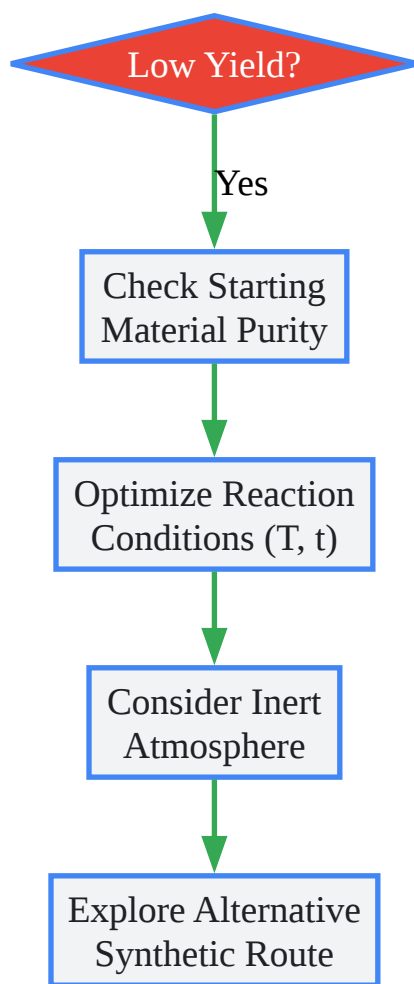 Low Yield?
Yes
Check Starting
Material Purity
Optimize Reaction
Conditions (T, t)
Consider Inert
Atmosphere
Explore Alternative
Synthetic Route